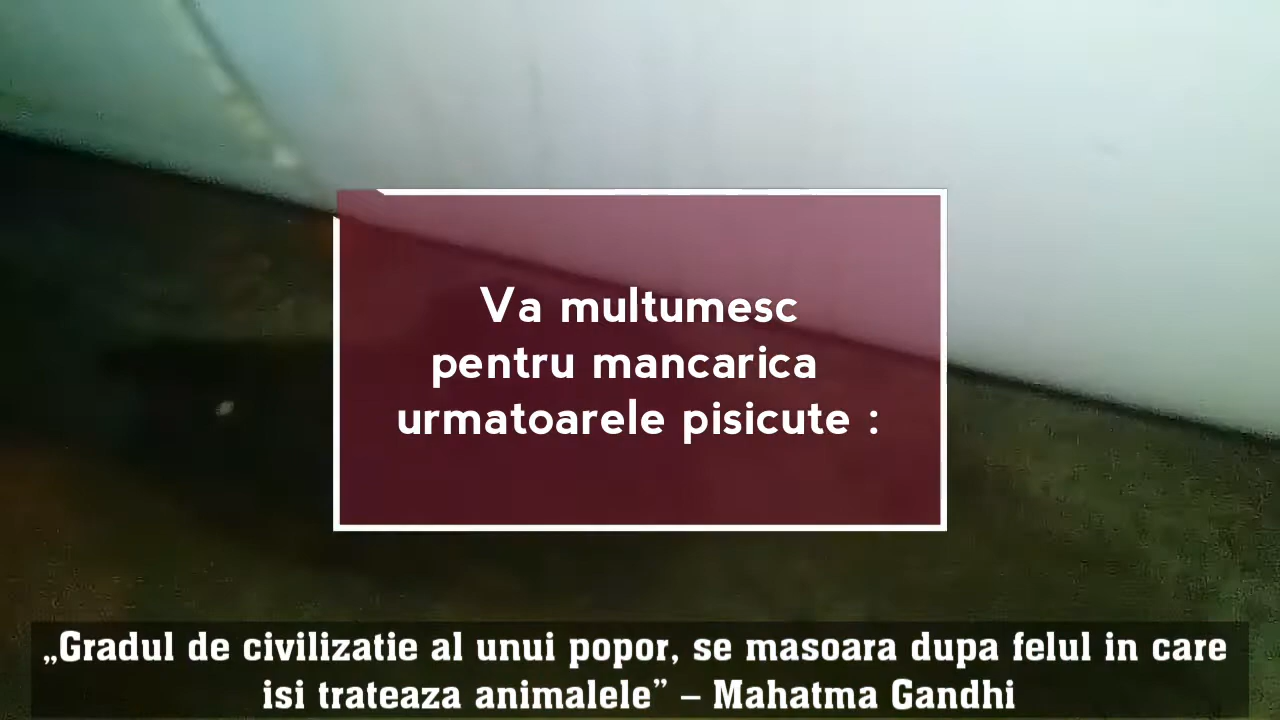 Va multumesc
pentru mancarica
urmatoarele pisicute :
„Gradul de civilizatie al unui popor, se masoara dupa felul in care
isi trateaza animalele” – Mahatma Gandhi